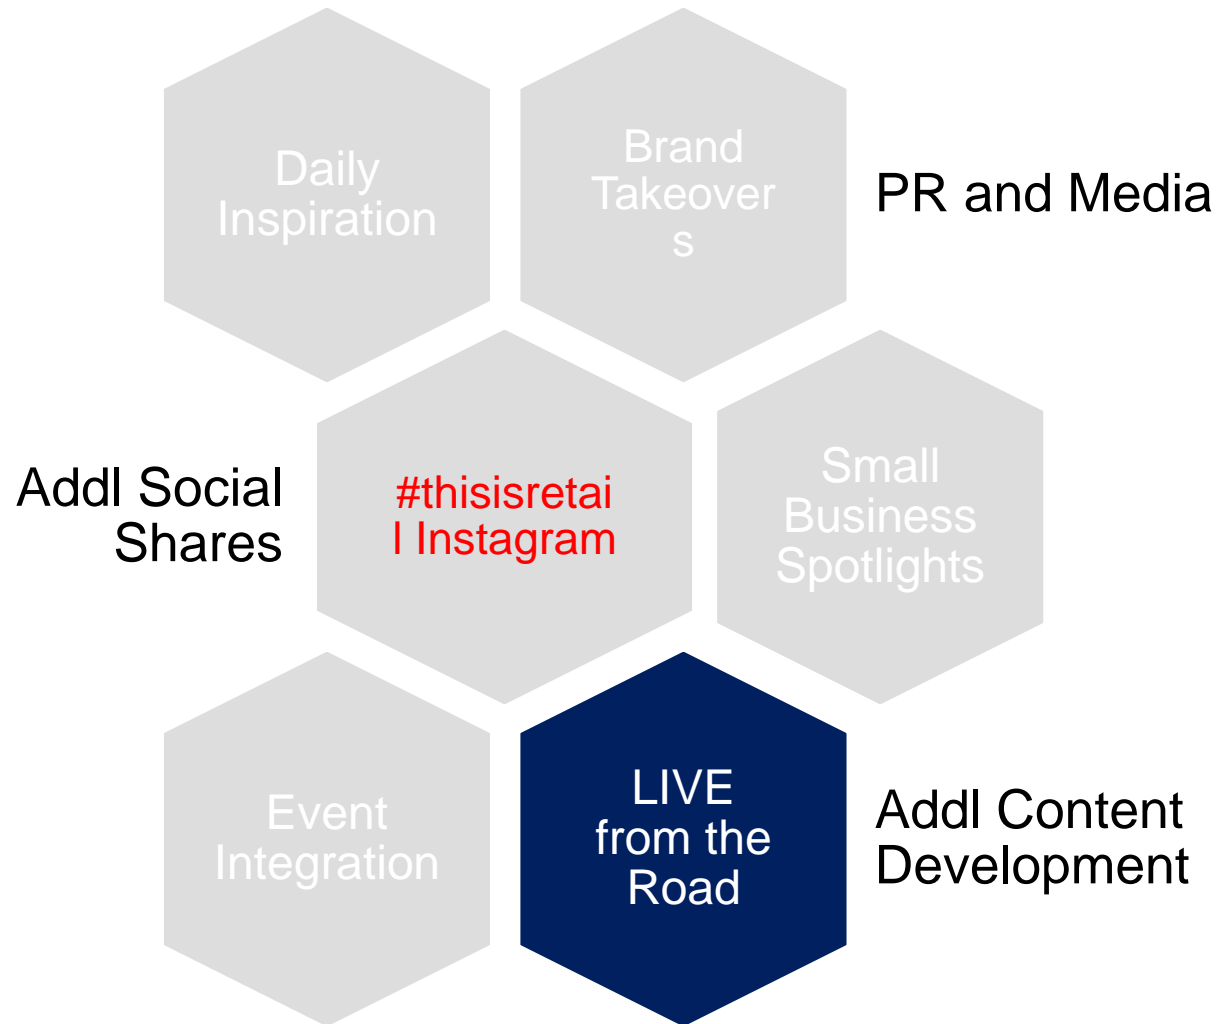 Daily
Inspiration
Brand
Takeover
s
PR and Media
Addl Social
Shares
#thisisretai
l Instagram
Small
Business
Spotlights
Event
Integration
LIVE
from the
Road
Addl Content
Development